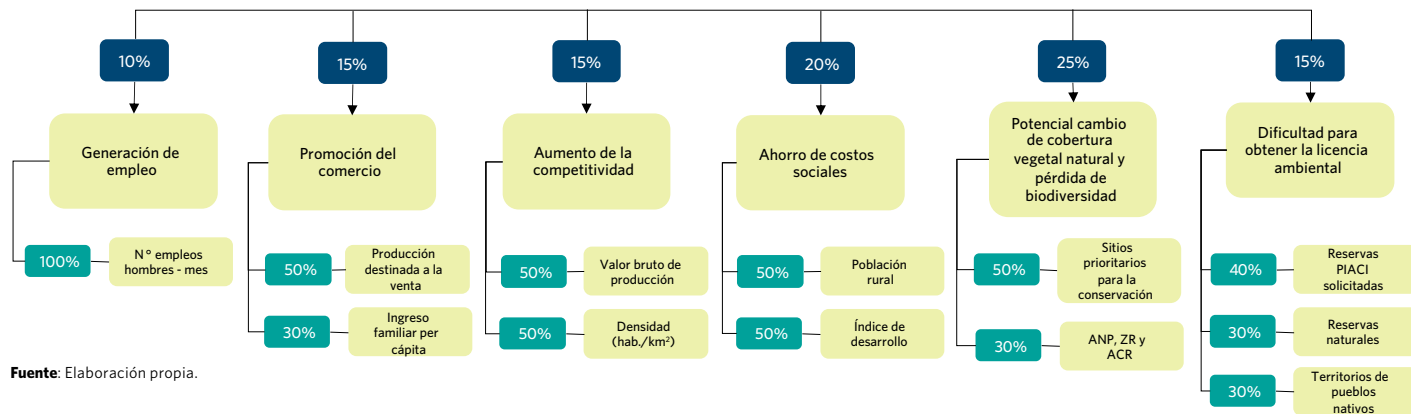 10%
15%
15%
20%
25%
15%
Generación de
empleo
Promoción del
comercio
Aumento de la
competitividad
Ahorro de costos
sociales
Potencial cambio
de cobertura
vegetal natural y
pérdida de
biodiversidad
Dificultad para
obtener la licencia
ambiental
100%
N° empleos
hombres - mes
50%
Producción
destinada a la
venta
30%
Ingreso
familiar per
cápita
50%
Valor bruto de
producción
50%
Densidad
(hab./km²)
50%
Población
rural
50%
Índice de
desarrollo
50%
Sitios
prioritarios
para la
conservación
30%
ANP, ZR y
ACR
40%
Reservas
PIACI
solicitadas
30%
Reservas
naturales
30%
Territorios de
pueblos
nativos
Fuente: Elaboración propia.